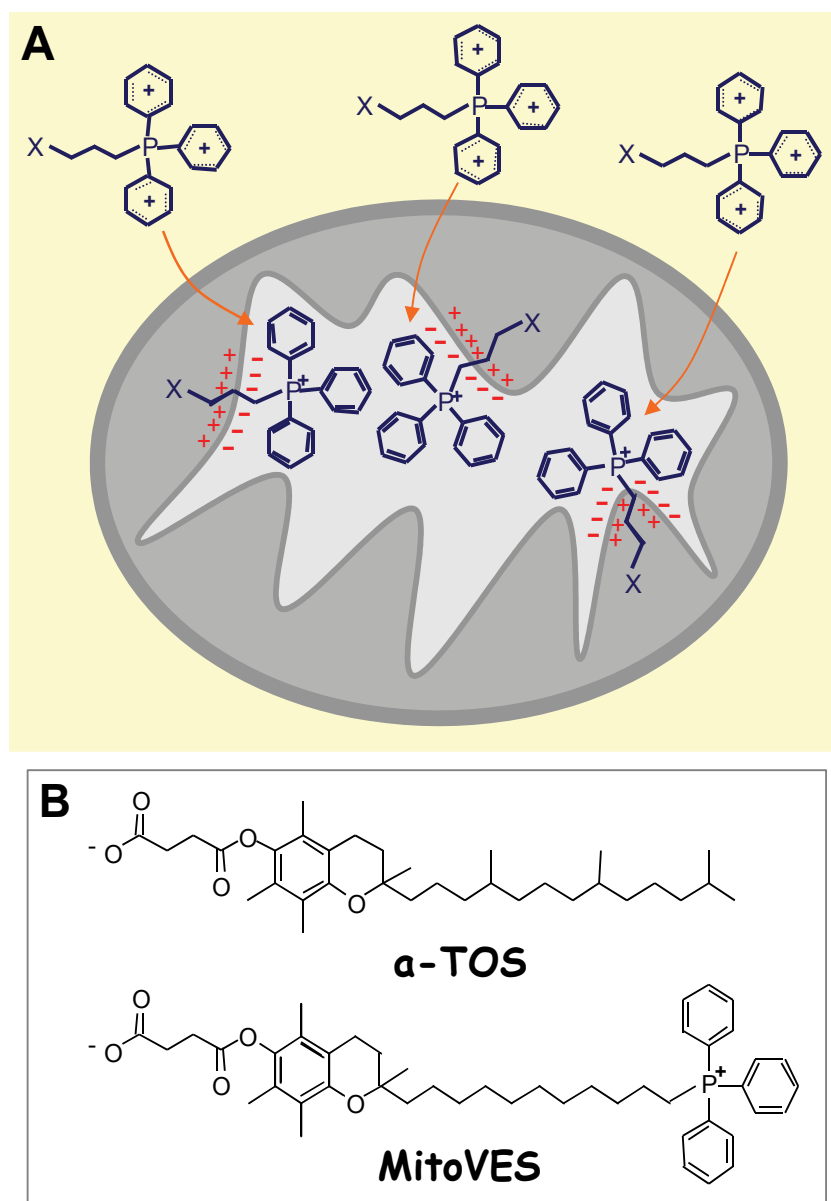 A
X P + + +
X P + + +
X P + + +
X P+
P+ X
P+ X
B
O
- O O
O O
a-TOS
O
- O O P+
O O
MitoVES